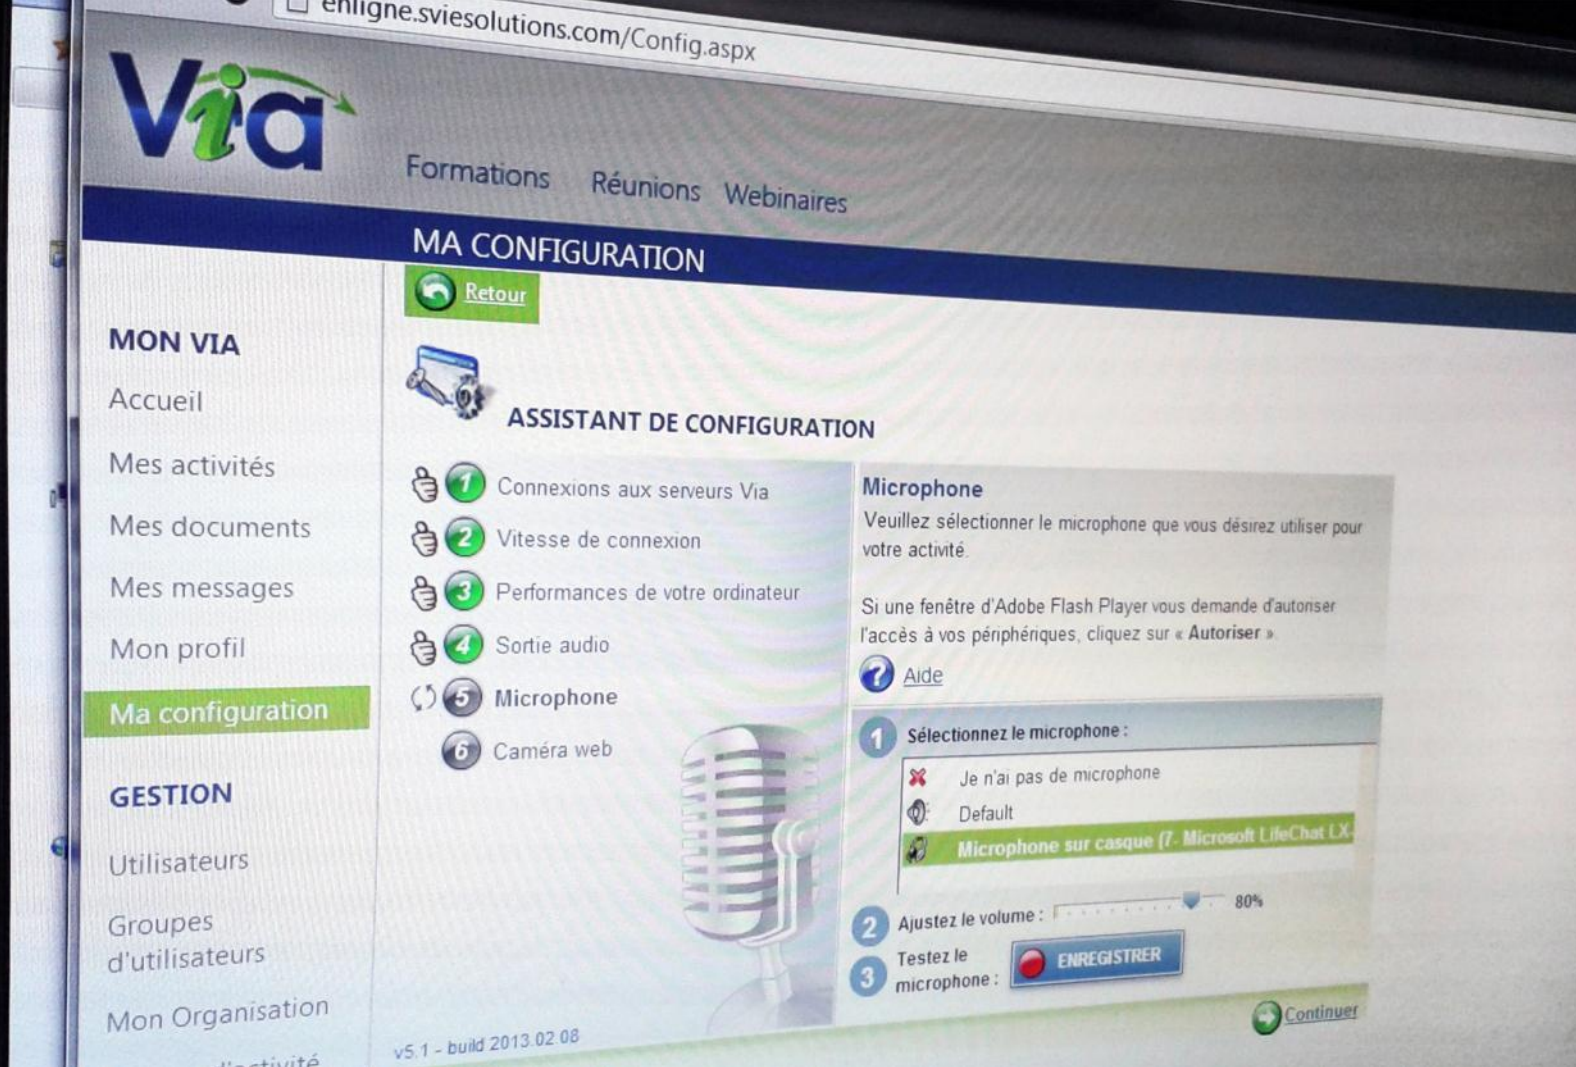 enligne.sviesolutions.com/Config.aspx
Via
Formations Réunions Webinaires
MA CONFIGURATION
Retour
MON VIA
Accueil
Mes activités
Mes documents
Mes messages
Mon profil
Ma configuration
GESTION
Utilisateurs
Groupes
d'utilisateurs
Mon Organisation
ASSISTANT DE CONFIGURATION
1 Connexions aux serveurs Via
2 Vitesse de connexion
3 Performances de votre ordinateur
4 Sortie audio
5 Microphone
6 Caméra web
Microphone
Veuillez sélectionner le microphone que vous désirez utiliser pour
votre activité.
Si une fenêtre d'Adobe Flash Player vous demande d'autoriser
l'accès à vos périphériques, cliquez sur « Autoriser ».
? Aide
1 Sélectionnez le microphone :
Je n'ai pas de microphone
Default
Microphone sur casque (7- Microsoft LifeChat LX-
2 Ajustez le volume : 80%
3 Testez le
microphone :
ENREGISTRER
Continuer
v5.1 - build 2013.02.08